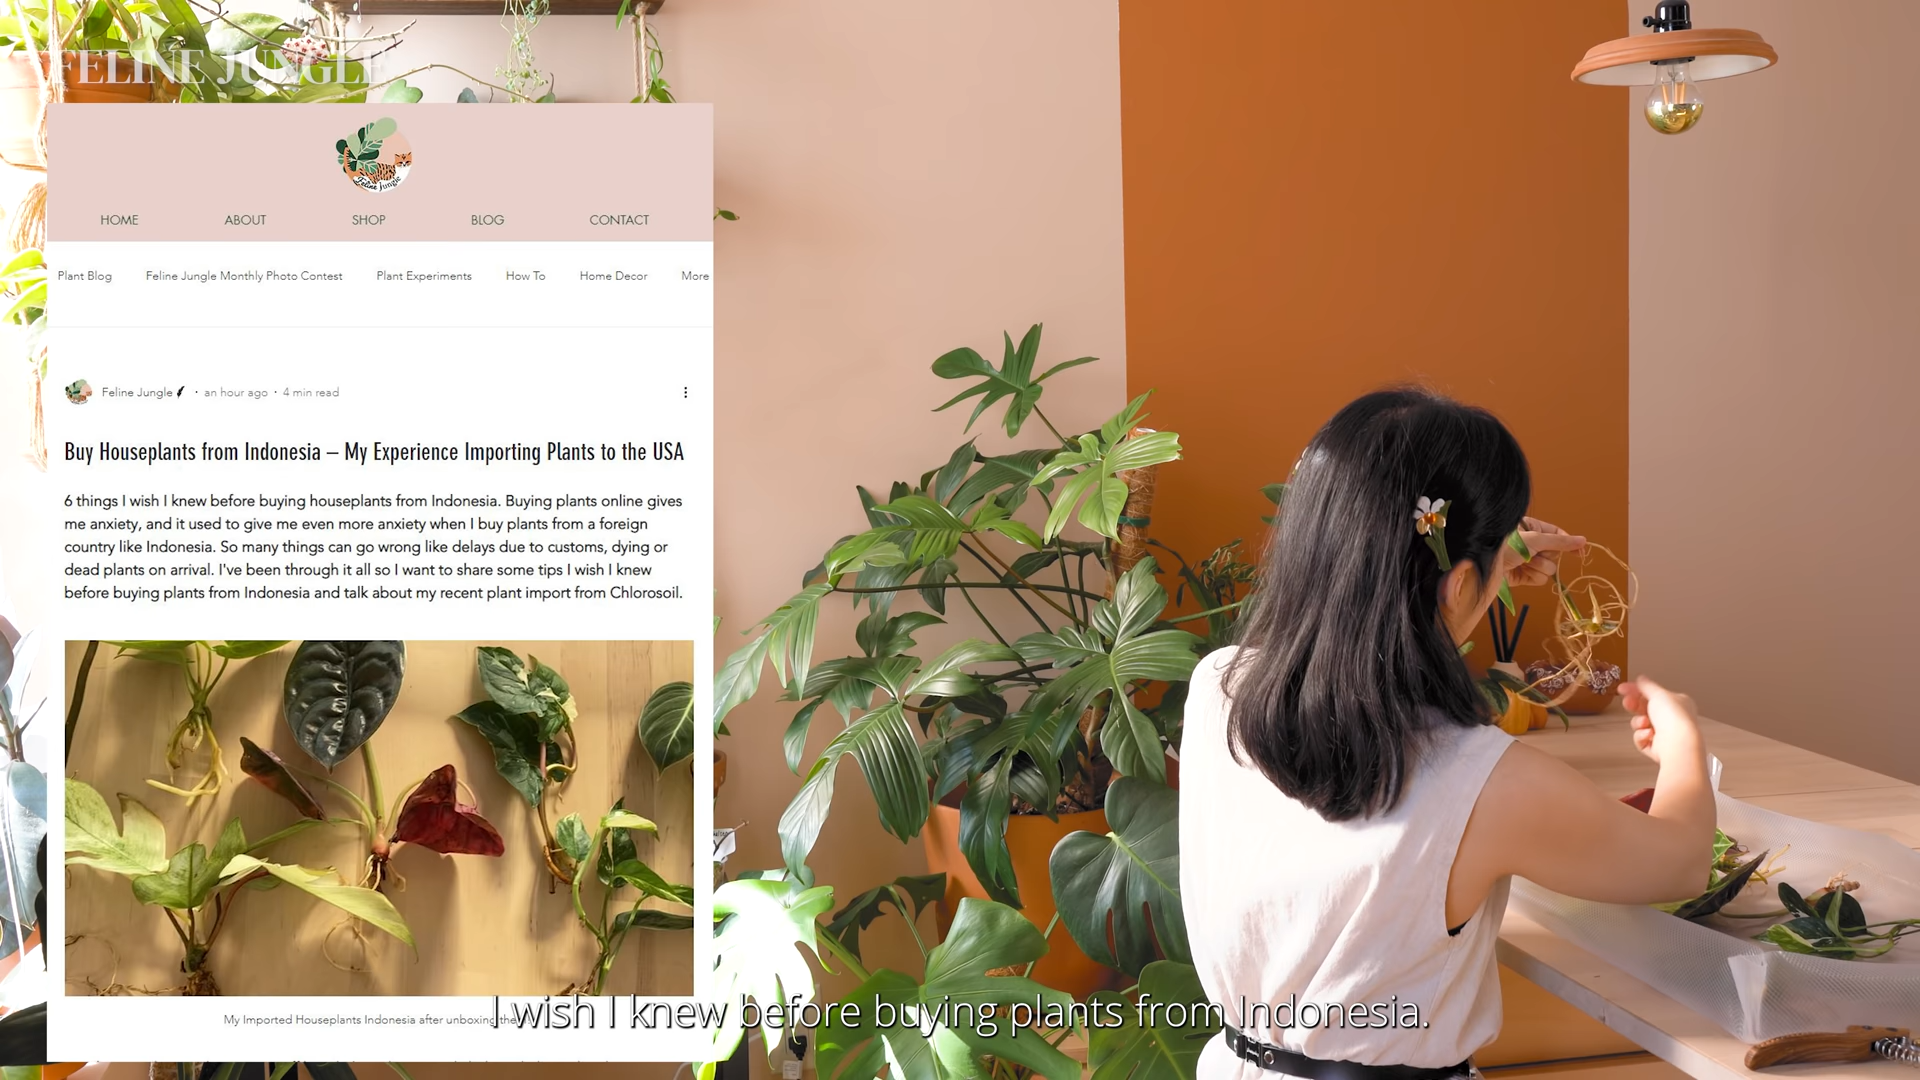 FELINE JUNGLE
Feline Jungle
HOME ABOUT SHOP BLOG CONTACT
Plant Blog Feline Jungle Monthly Photo Contest Plant Experiments How To Home Decor More
Feline Jungle · an hour ago · 4 min read
Buy Houseplants from Indonesia – My Experience Importing Plants to the USA
6 things I wish I knew before buying houseplants from Indonesia. Buying plants online gives
me anxiety, and it used to give me even more anxiety when I buy plants from a foreign
country like Indonesia. So many things can go wrong like delays due to customs, dying or
dead plants on arrival. I've been through it all so I want to share some tips I wish I knew
before buying plants from Indonesia and talk about my recent plant import from Chlorosoil.
My Imported Houseplants Indonesia after unboxing
I wish I knew before buying plants from Indonesia.